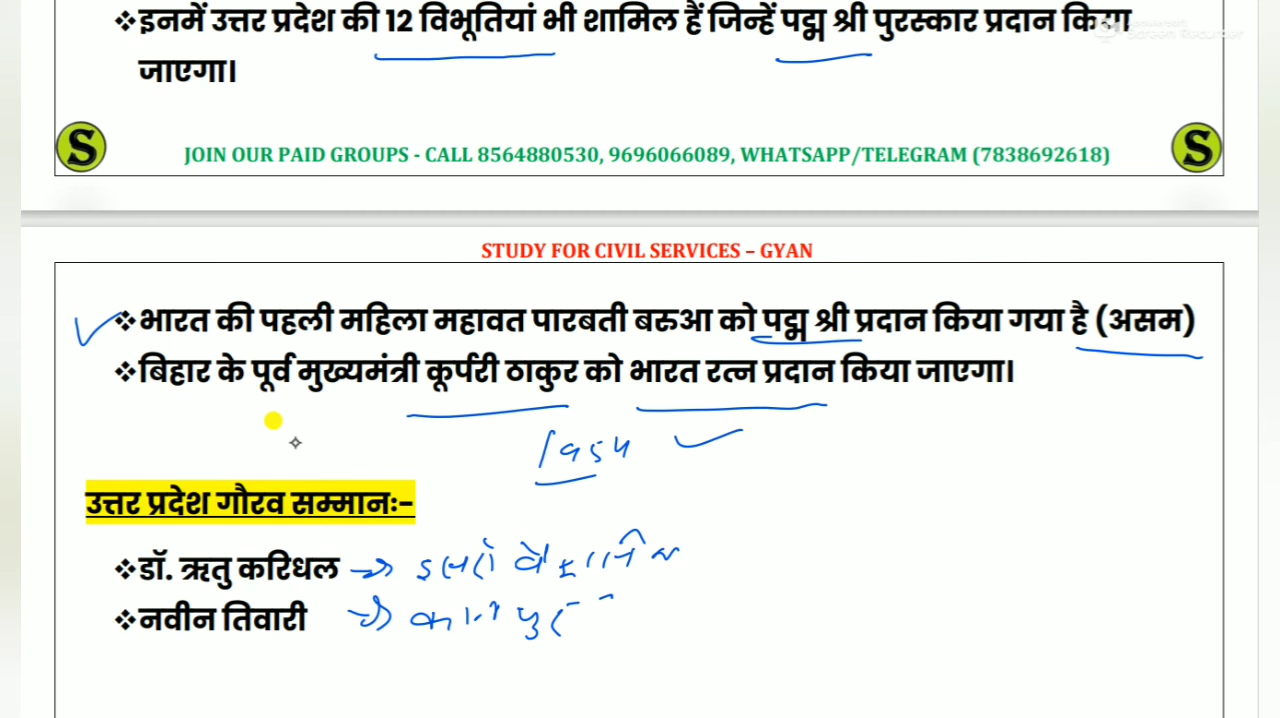 ❖इनमें उत्तर प्रदेश की 12 विभूतियां भी शामिल हैं जिन्हें पद्म श्री पुरस्कार प्रदान किया
Screen Recorder
जाएगा।
S JOIN OUR PAID GROUPS - CALL 8564880530, 9696066089, WHATSAPP/TELEGRAM (7838692618) S
STUDY FOR CIVIL SERVICES – GYAN
❖भारत की पहली महिला महावत पारबती बरुआ को पद्म श्री प्रदान किया गया है (असम)
❖बिहार के पूर्व मुख्यमंत्री कूर्परी ठाकुर को भारत रत्न प्रदान किया जाएगा।
1954
उत्तर प्रदेश गौरव सम्मानः-
❖डॉ. ऋतु करिधल → इसरो वैज्ञानिक
❖नवीन तिवारी → कानपुर